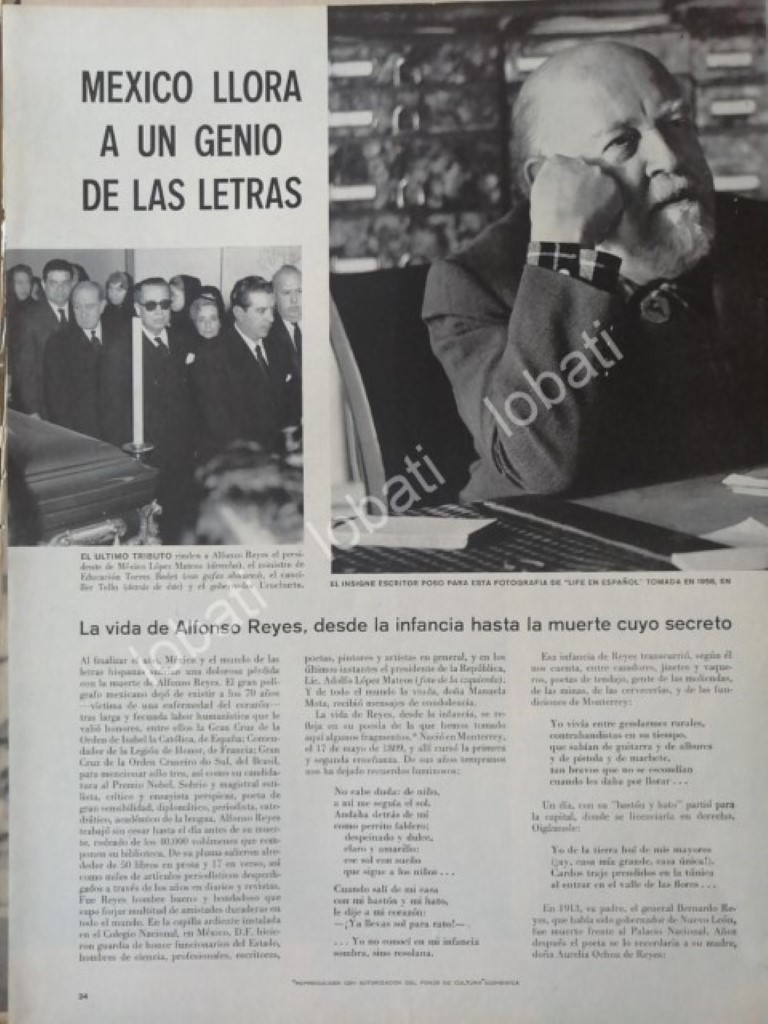 MEXICO LLORA
A UN GENIO
DE LAS LETRAS
EL ULTIMO TRIBUTO rinden a Alfonso Reyes el presi-
dente de México López Mateos (derecha), el ministro de
Educación Torres Bodet (con gafas obscuras), el canci-
ller Tello (detrás de éste) y el gobernador Uruchurtu.
EL INSIGNE ESCRITOR POSO PARA ESTA FOTOGRAFIA DE "LIFE EN ESPAÑOL" TOMADA EN 1956, EN
La vida de Alfonso Reyes, desde la infancia hasta la muerte cuyo secreto
Al finalizar el año, México y el mundo de las
letras hispanas una dolorosa pérdida
con la muerte de Alfonso Reyes. El gran polí-
grafo mexicano dejó de existir a los 70 años
—víctima de una enfermedad del corazón—
tras larga y fecunda labor humanística que le
valió honores, entre ellos la Gran Cruz de la
Orden de Isabel la Católica, de España; Comen-
dador de la Legión de Honor, de Francia; Gran
Cruz de la Orden Cruzeiro do Sul, del Brasil,
para mencionar sólo tres, así como su candida-
tura al Premio Nobel. Sobrio y magistral esti-
lista, crítico y ensayista perspicaz, poeta de
gran sensibilidad, diplomático, periodista, cate-
drático, académico de la lengua, Alfonso Reyes
trabajó sin cesar hasta el día antes de su muer-
te, rodeado de los 40.000 volúmenes que com-
ponen su biblioteca. De su pluma salieron alre-
dedor de 50 libros en prosa y 17 en verso, así
como miles de artículos periodísticos desperdi-
gados a través de los años en diarios y revistas.
Fue Reyes hombre bueno y bondadoso que
supo forjar multitud de amistades duraderas en
todo el mundo. En la capilla ardiente instalada
en el Colegio Nacional, en México, D.F. hicie-
ron guardia de honor funcionarios del Estado,
hombres de ciencia, profesionales, escritores,
poetas, pintores y artistas en general, y en los
últimos instantes el presidente de la República,
Lic. Adolfo López Mateos (foto de la izquierda).
Y de todo el mundo la viuda, doña Manuela
Mota, recibió mensajes de condolencia.
La vida de Reyes, desde la infancia, se re-
fleja en su poesía de la que hemos tomado
aquí algunos fragmentos.* Nació en Monterrey,
el 17 de mayo de 1889, y allí cursó la primera
y segunda enseñanza. De sus años tempranos
nos ha dejado recuerdos luminosos:
No cabe duda: de niño,
a mí me seguía el sol.
Andaba detrás de mí
como perrito faldero;
despeinado y dulce,
claro y amarillo:
ese sol con sueño
que sigue a los niños . . .
Cuando salí de mi casa
con mi bastón y mi hato,
le dije a mi corazón:
—¡Ya llevas sol para rato!—
. . . Yo no conocí en mi infancia
sombra, sino resolana.
Esa infancia de Reyes transcurrió, según él
nos cuenta, entre cazadores, jinetes y vaque-
ros, poetas de tendajo, gente de las moliendas,
de las minas, de las cervecerías, y de las fun-
diciones de Monterrey:
Yo vivía entre gendarmes rurales,
contrabandistas en su tiempo,
que sabían de guitarra y de albures
y de pistola y de machete,
tan bravos que no se escondían
cuando les daba por llorar . . .
Un día, con su "bastón y hato" partió para
la capital, donde se licenciaría en derecho.
Oigámosle:
Yo de la tierra huí de mis mayores
(¡ay, casa mía grande, casa única!).
Cardos traje prendidos en la túnica
al entrar en el valle de las flores . . .
En 1913, su padre, el general Bernardo Re-
yes, que había sido gobernador de Nuevo León,
fue muerto frente al Palacio Nacional. Años
después el poeta se lo recordaría a su madre,
doña Aurelia Ochoa de Reyes:
*REPRODUCIDOS CON AUTORIZACION DEL FONDO DE CULTURA ECONOMICA
34
lobati
lobati
lobati
lobati
lobati
lobati